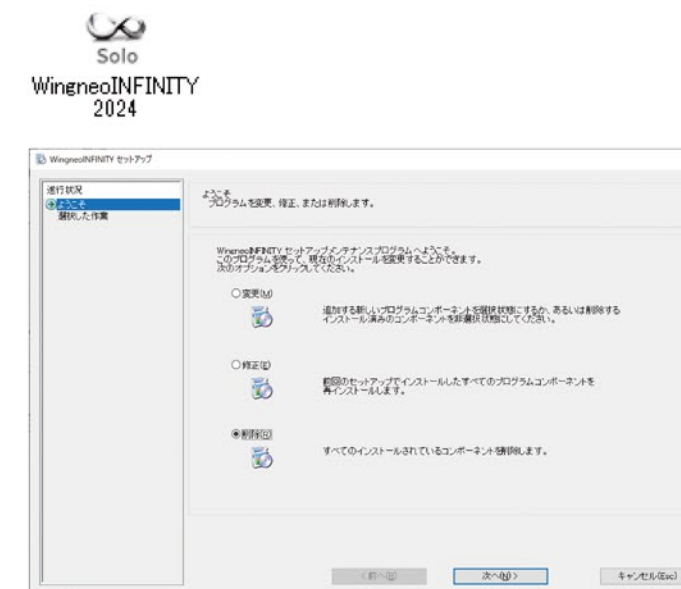 Solo
WingneoINFINITY
2024
WingneoINFINITY セットアップ
進行状況
ようこそ
選択した作業
ようこそ
プログラムを変更、修正、または削除します。
WingneoINFINITY セットアップメンテナンスプログラムへようこそ。
このプログラムを使って、現在のインストールを変更することができます。
次のオプションをクリックしてください。
変更(M)
追加する新しいプログラムコンポーネントを選択状態にするか、あるいは削除する
インストール済みのコンポーネントを非選択状態にしてください。
修正(E)
前回のセットアップでインストールしたすべてのプログラムコンポーネントを
再インストールします。
削除(R)
すべてのインストールされているコンポーネントを削除します。
<前へ(B)
次へ(N)>
キャンセル(Esc)